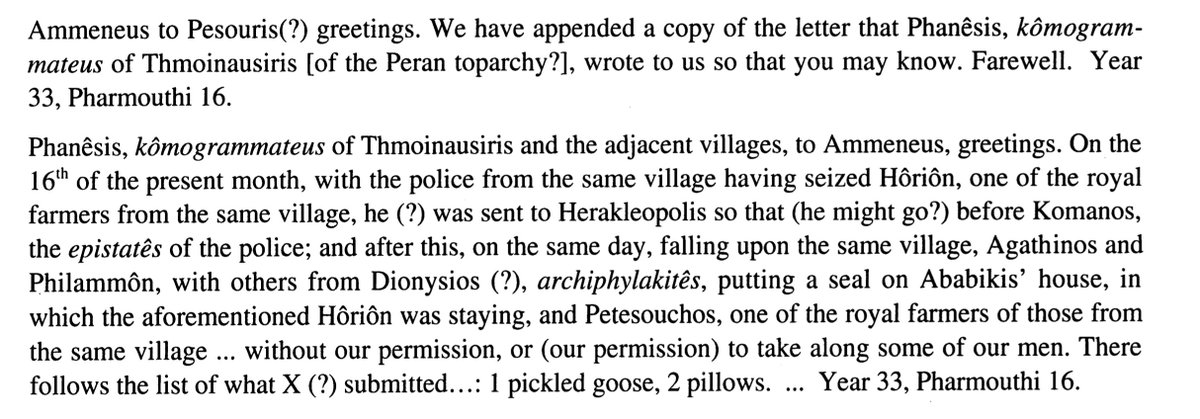 Ammeneus to Pesouris(?) greetings. We have appended a copy of the letter that Phanêsis, kômogram-
mateus of Thmoinausiris [of the Peran toparchy?], wrote to us so that you may know. Farewell. Year
33, Pharmouthi 16.
Phanêsis, kômogrammateus of Thmoinausiris and the adjacent villages, to Ammeneus, greetings. On the
16th of the present month, with the police from the same village having seized Hôriôn, one of the royal
farmers from the same village, he (?) was sent to Herakleopolis so that (he might go?) before Komanos,
the epistatês of the police; and after this, on the same day, falling upon the same village, Agathinos and
Philammôn, with others from Dionysios (?), archiphylakitês, putting a seal on Ababikis' house, in
which the aforementioned Hôriôn was staying, and Petesouchos, one of the royal farmers of those from
the same village ... without our permission, or (our permission) to take along some of our men. There
follows the list of what X (?) submitted…: 1 pickled goose, 2 pillows. ... Year 33, Pharmouthi 16.